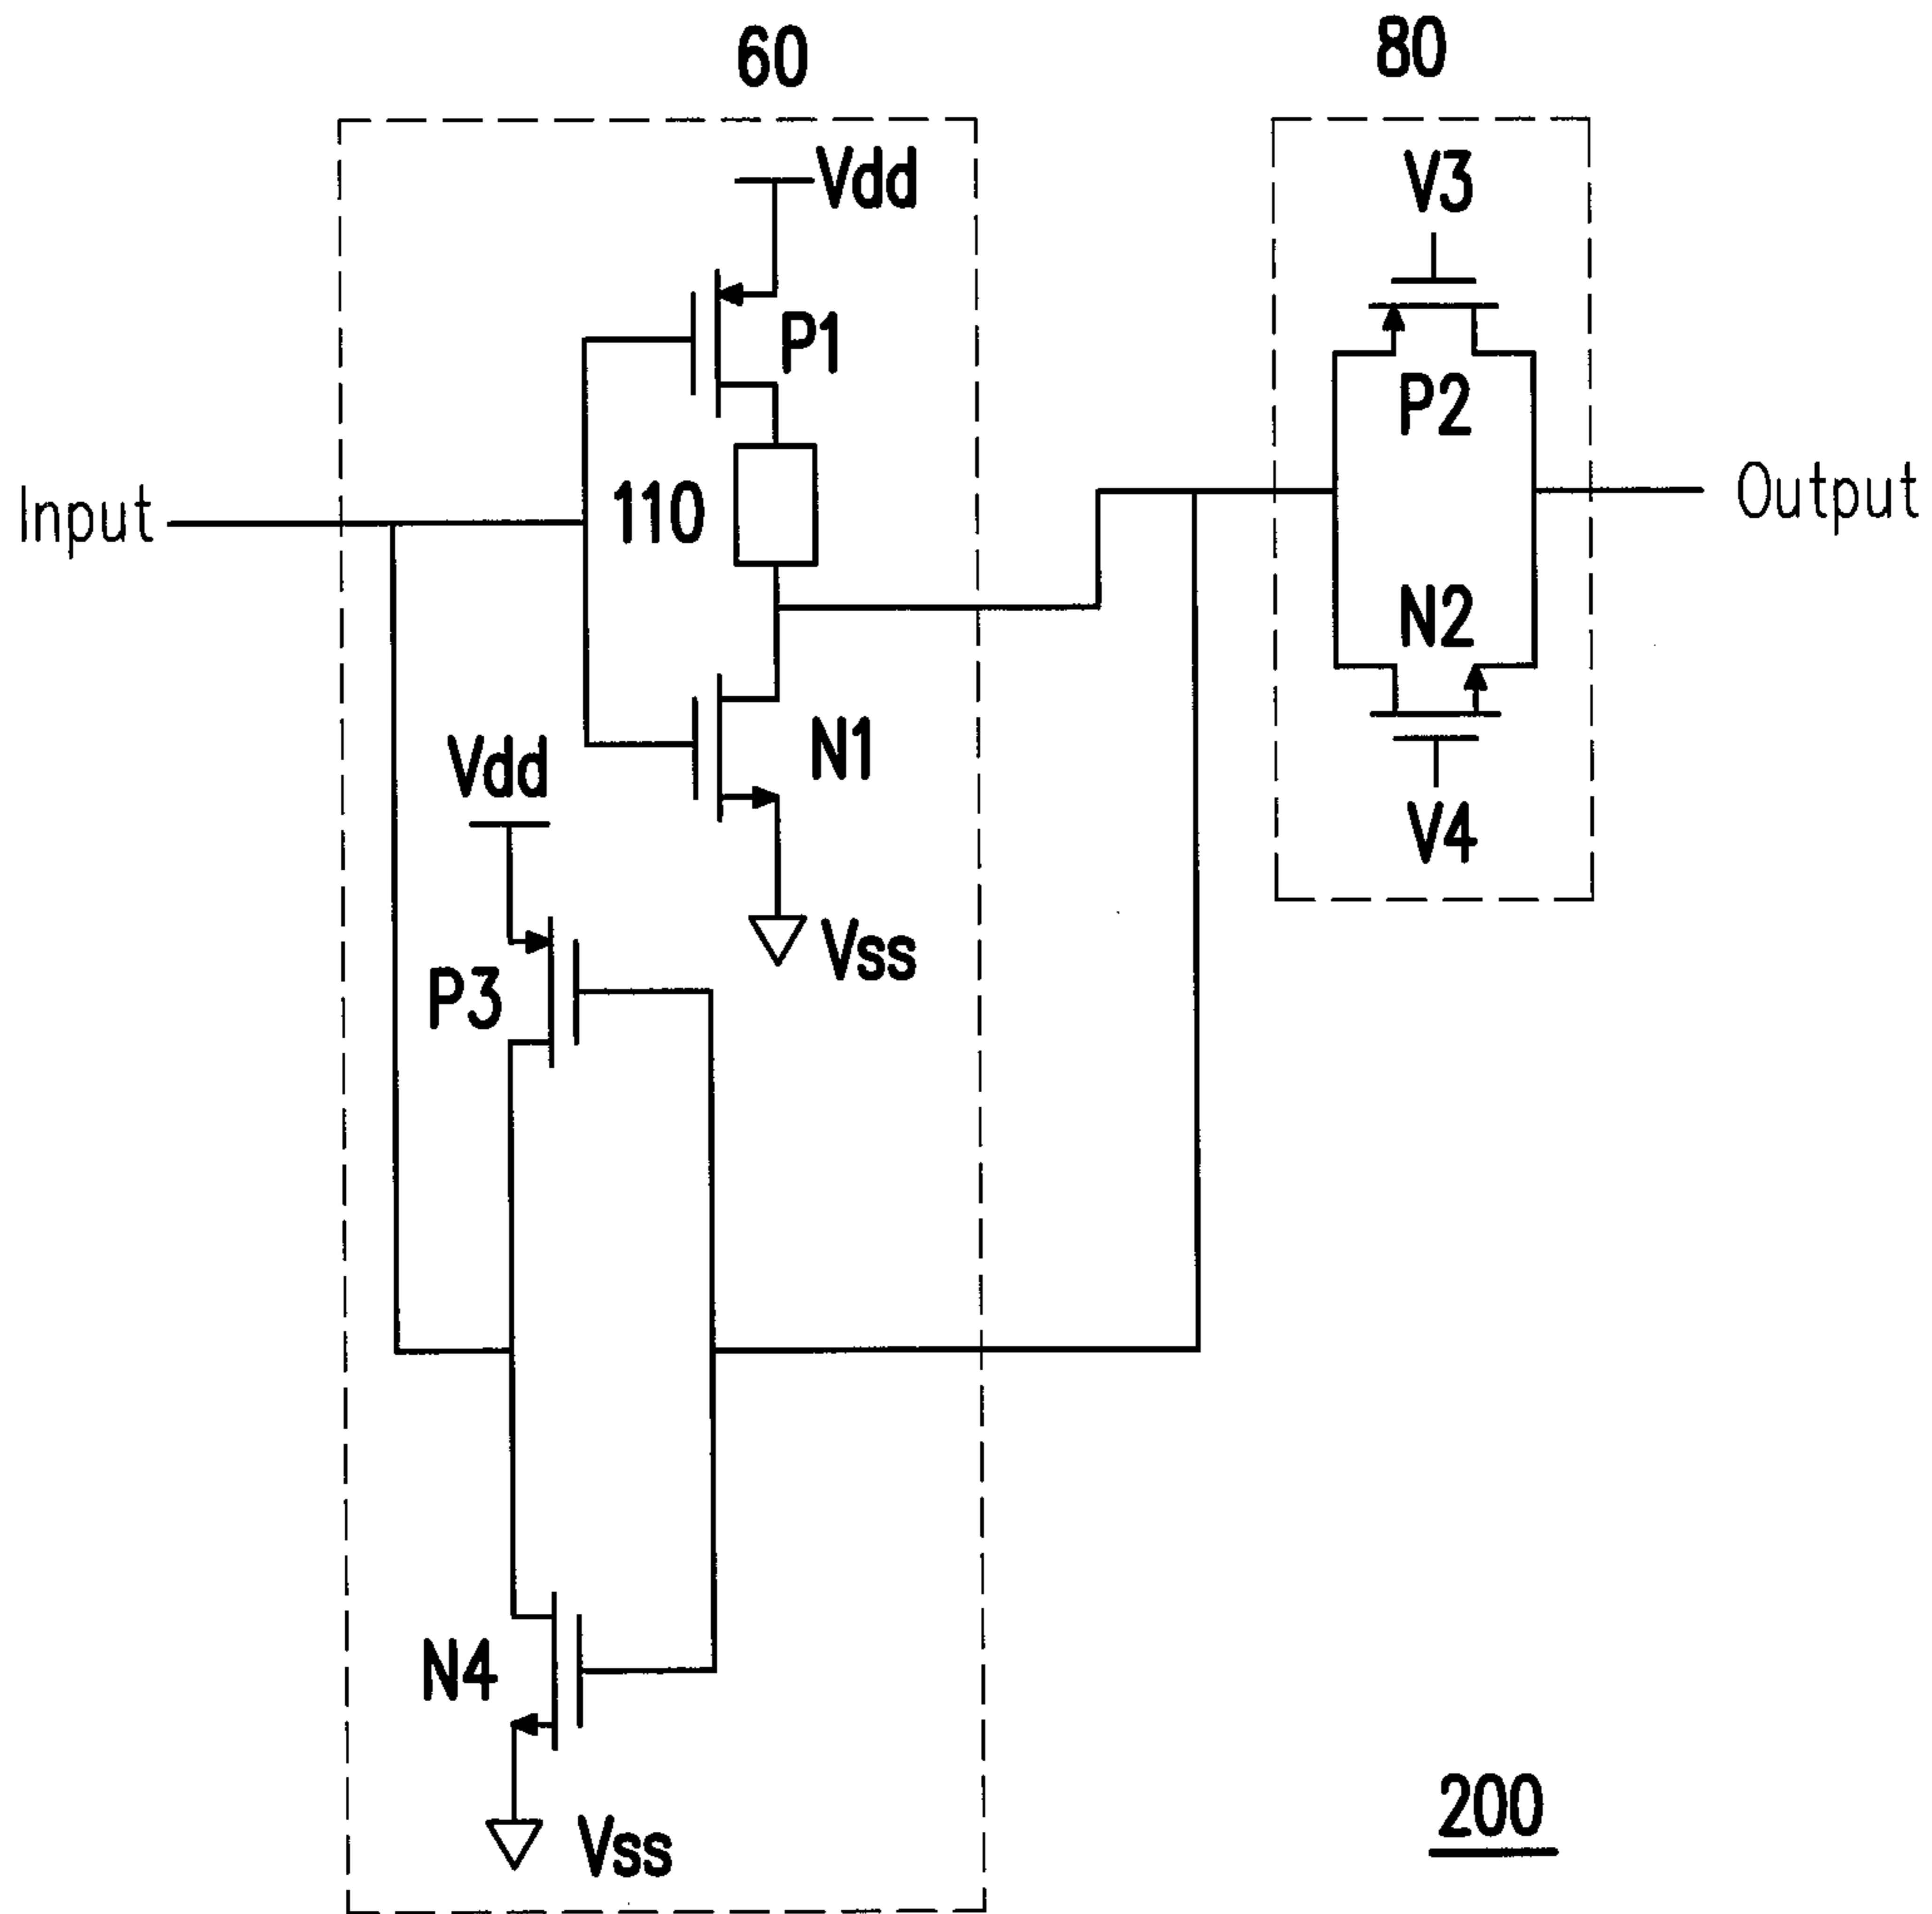 60
80
Vdd
V3
P1
P2
Input
110
Output
N2
N1
Vdd
V4
Vss
P3
N4
200
Vss